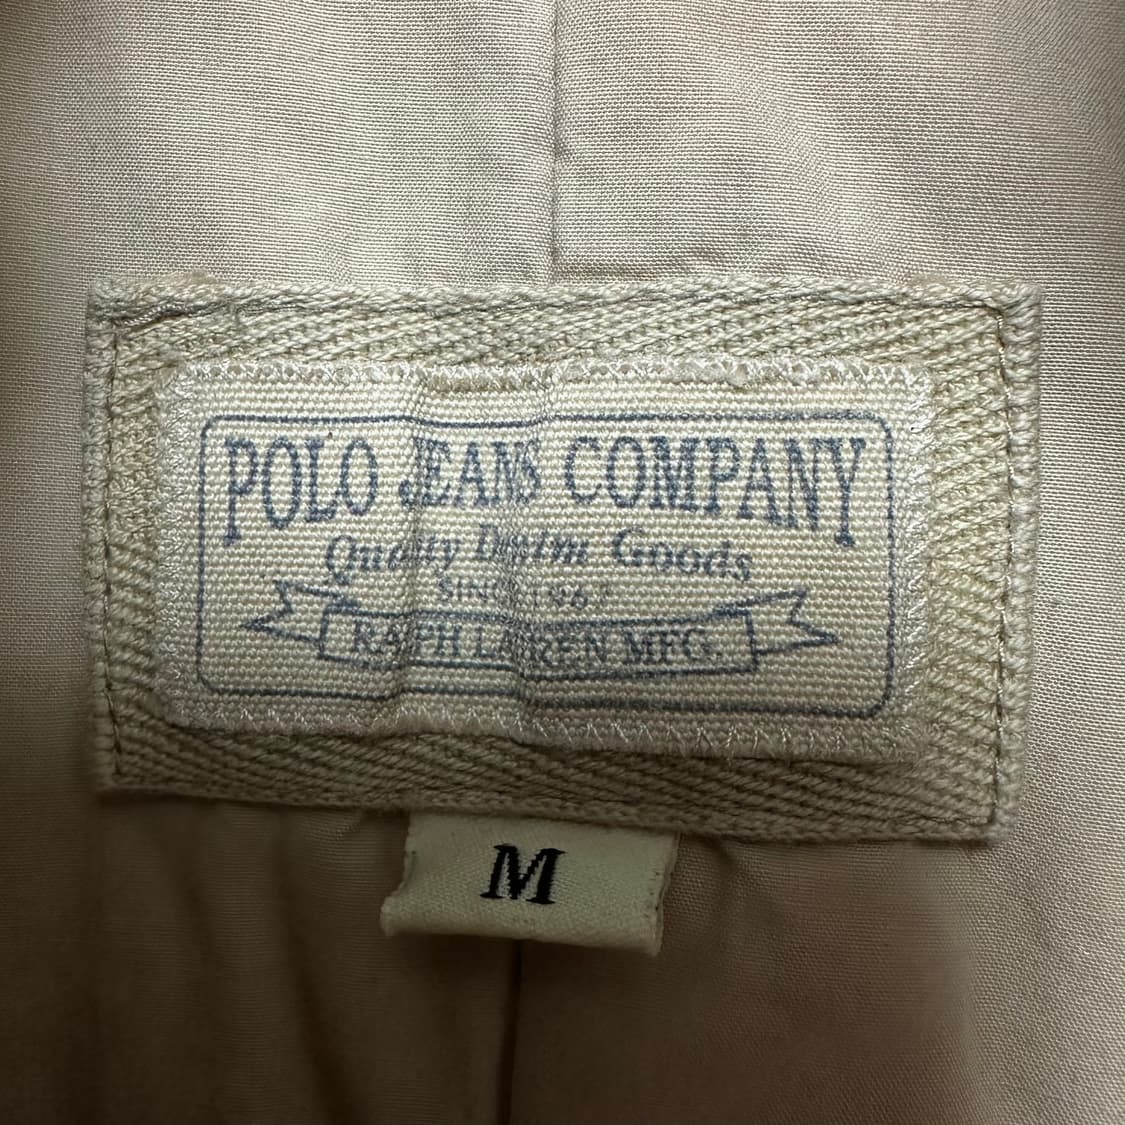 POLO JEANS COMPANY
Quality Denim Goods
SINCE 1967
RALPH LAUREN MFG.
M